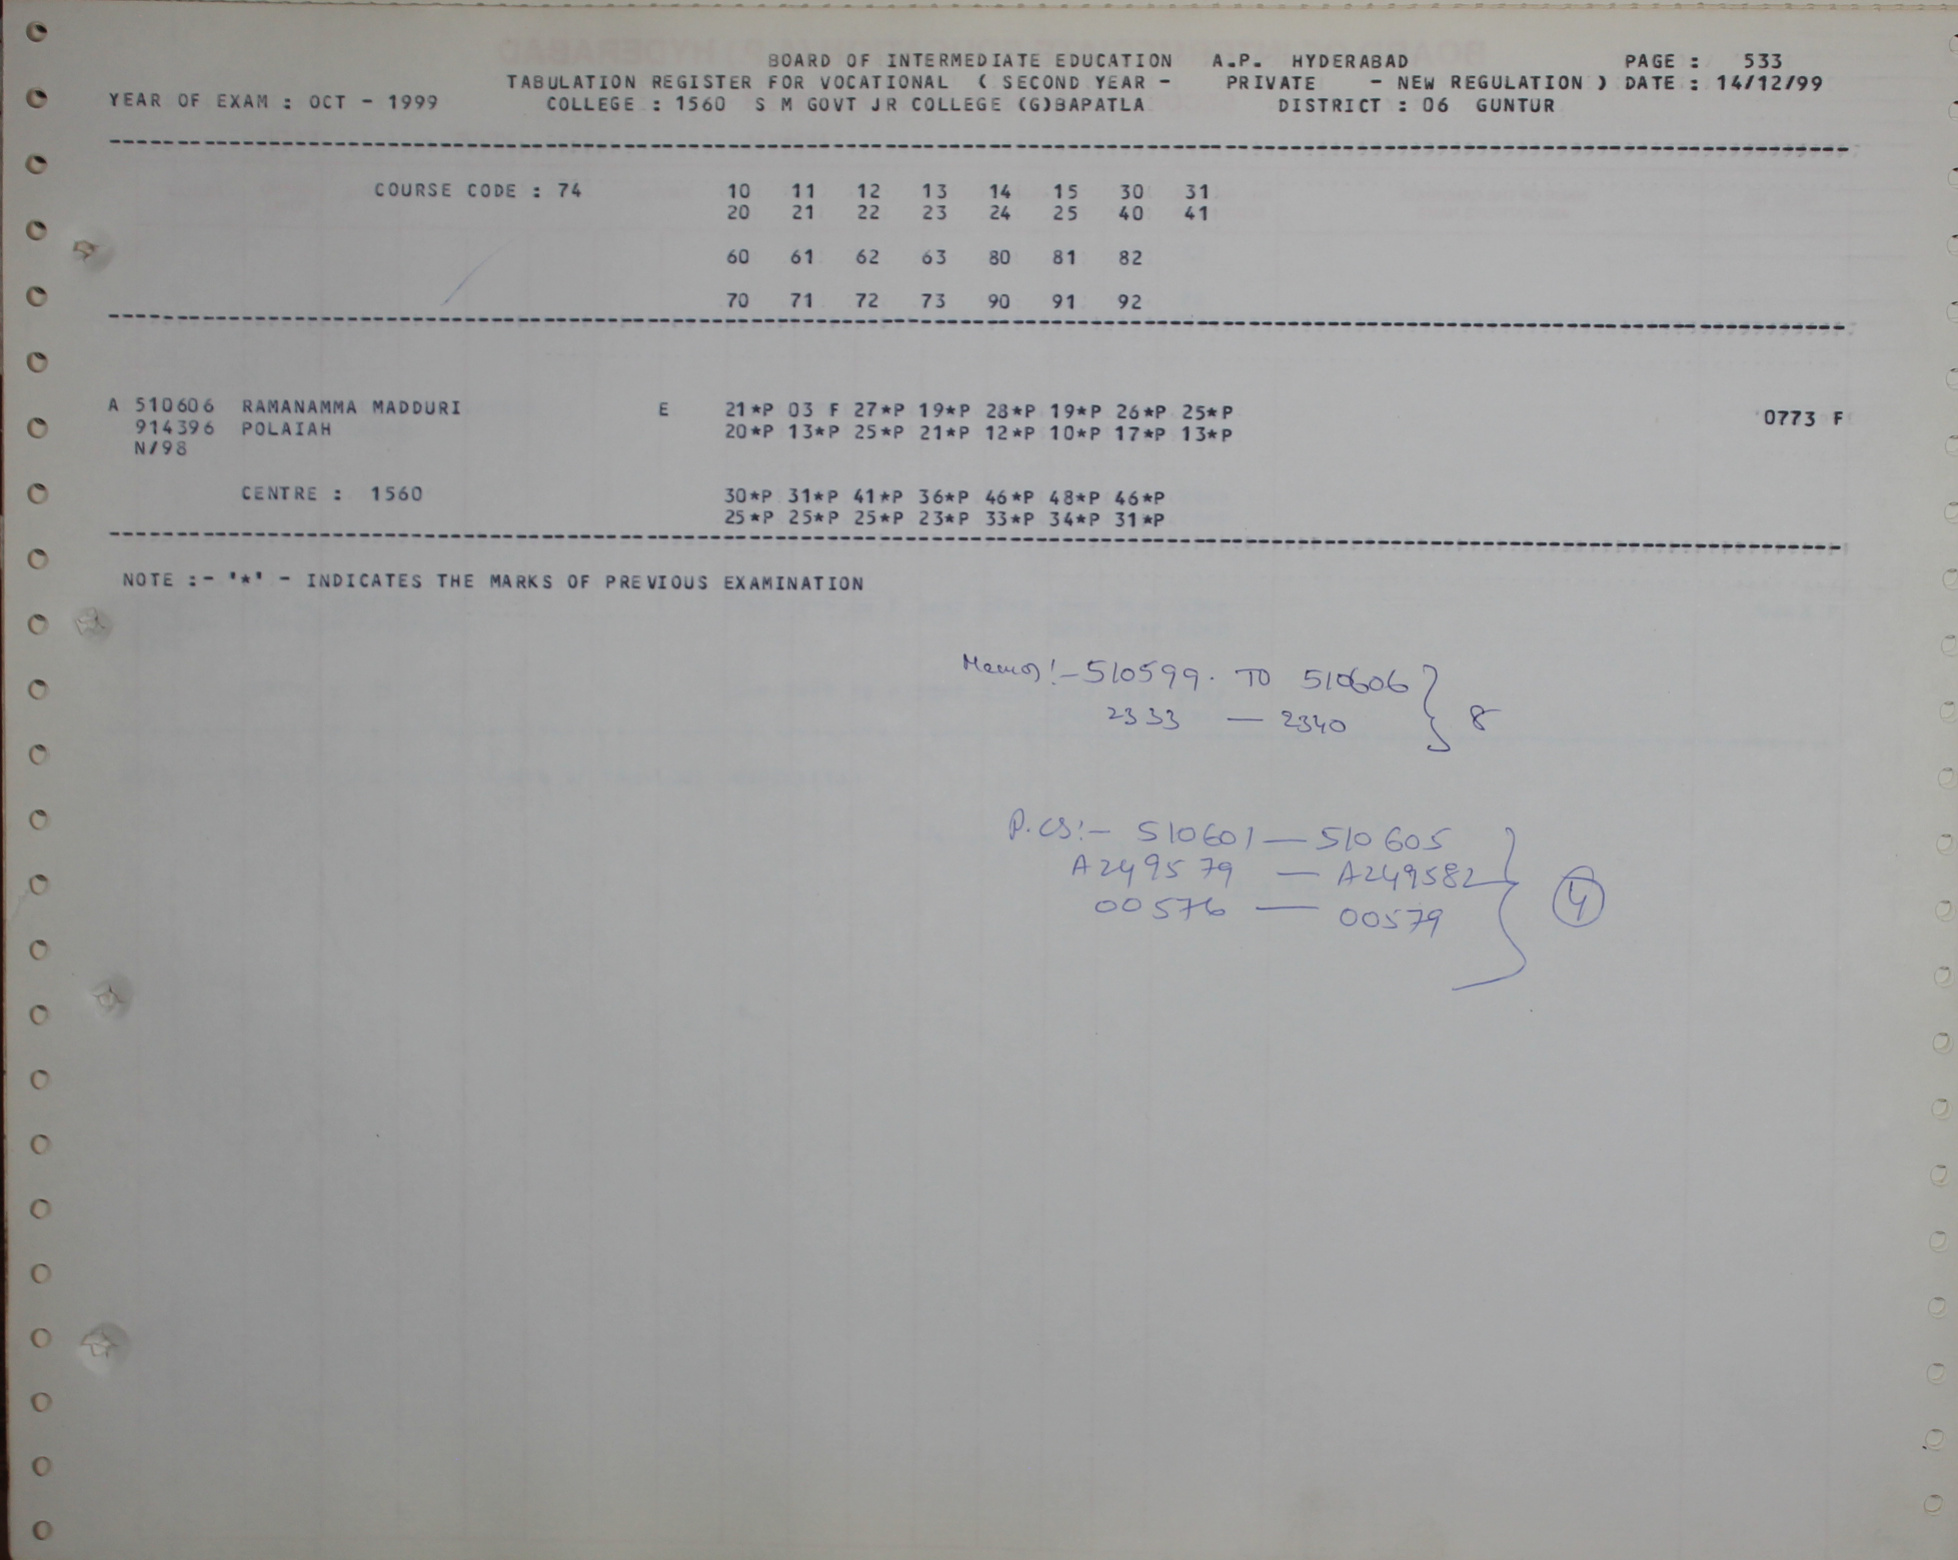 BOARD OF INTERMEDIATE EDUCATION A.P. HYDERABAD PAGE : 533
TABULATION REGISTER FOR VOCATIONAL ( SECOND YEAR - PRIVATE - NEW REGULATION ) DATE : 14/12/99
YEAR OF EXAM : OCT - 1999 COLLEGE : 1560 S M GOVT JR COLLEGE (G)BAPATLA DISTRICT : 06 GUNTUR
COURSE CODE : 74 10 11 12 13 14 15 30 31
20 21 22 23 24 25 40 41
60 61 62 63 80 81 82
70 71 72 73 90 91 92
A 510606 RAMANAMMA MADDURI E 21*P 03 F 27*P 19*P 28*P 19*P 26*P 25*P 0773 F
914396 POLAIAH 20*P 13*P 25*P 21*P 12*P 10*P 17*P 13*P
N/98
CENTRE : 1560 30*P 31*P 41*P 36*P 46*P 48*P 46*P
25*P 25*P 25*P 23*P 33*P 34*P 31*P
NOTE :- '*' - INDICATES THE MARKS OF PREVIOUS EXAMINATION
Memos:- 510599. TO 510606 } 8
2333 — 2340
P.Cs:- 510601 — 510605
A249579 — A249582 } 4
00576 — 00579